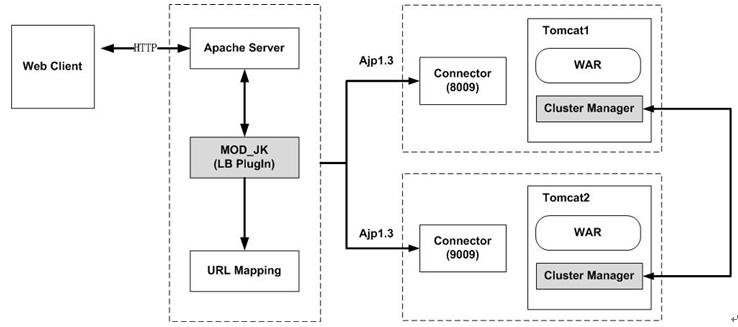 Web Client
HTTP
Apache Server
MOD_JK
(LB PlugIn)
URL Mapping
Ajp1.3
Connector
(8009)
Tomcat1
WAR
Cluster Manager
Ajp1.3
Connector
(9009)
Tomcat2
WAR
Cluster Manager